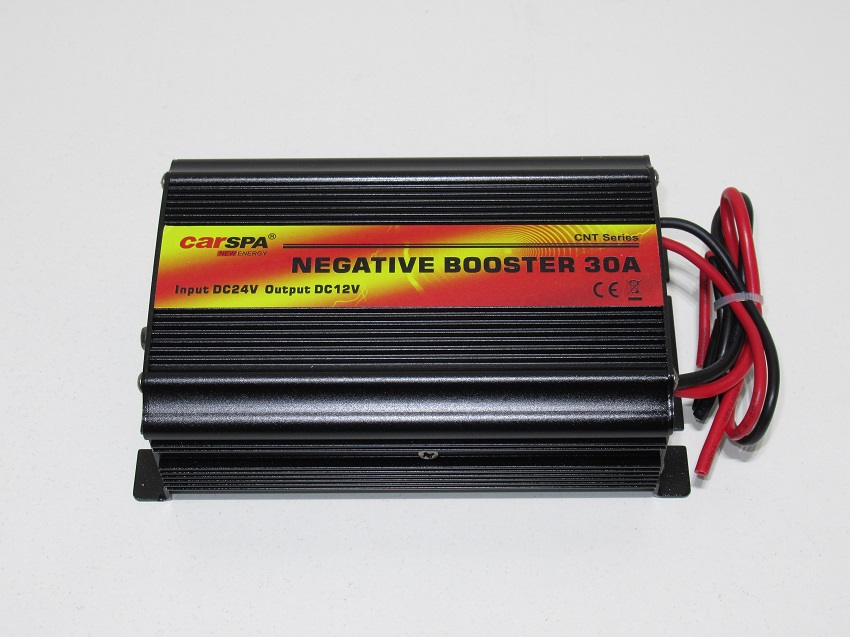 carSPA®
NEW ENERGY
CNT Series
NEGATIVE BOOSTER 30A
Input DC24V Output DC12V
CE